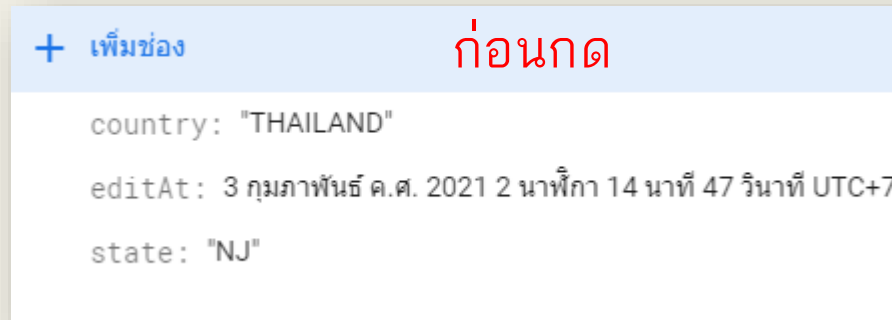 + เพิ่มช่อง ก่อนกด
country: "THAILAND"
editAt: 3 กุมภาพันธ์ ค.ศ. 2021 2 นาฬิกา 14 นาที 47 วินาที UTC+7
state: "NJ"